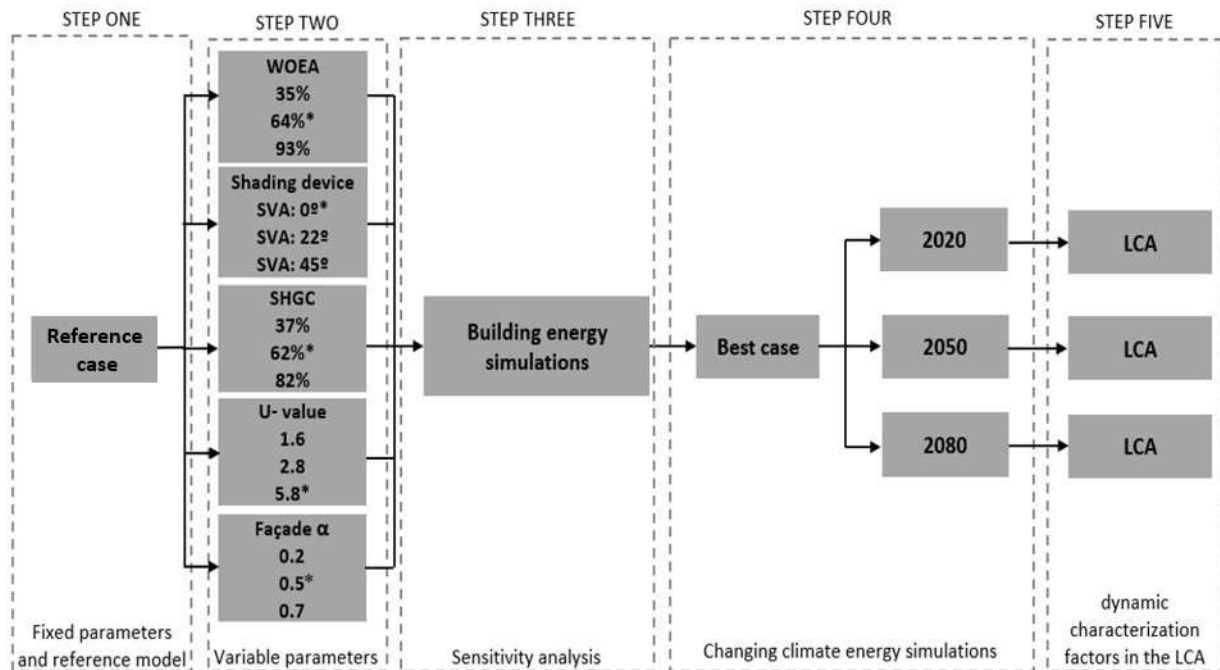 STEP ONE
STEP TWO
STEP THREE
STEP FOUR
STEP FIVE
WOEA
35%
64%*
93%
Shading device
SVA: 0º*
SVA: 22º
SVA: 45º
SHGC
37%
62%*
82%
U- value
1.6
2.8
5.8*
Façade α
0.2
0.5*
0.7
Reference
case
Building energy
simulations
Best case
2020
2050
2080
LCA
LCA
LCA
Fixed parameters
and reference model
Variable parameters
Sensitivity analysis
Changing climate energy simulations
dynamic
characterization
factors in the LCA